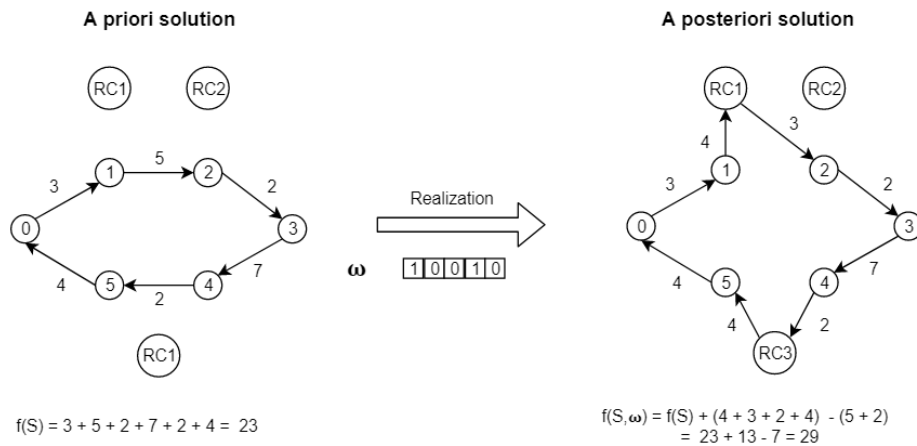 A priori solution
RC1 RC2
3 1 5 2 2
0 3
4 5 2 4 7
RC1
f(S) = 3 + 5 + 2 + 7 + 2 + 4 = 23
Realization
ω 1 0 0 1 0
A posteriori solution
RC1 RC2
4 3
3 1 2 2
0 3
4 5 4 7
4 2
RC3
f(S,ω) = f(S) + (4 + 3 + 2 + 4) - (5 + 2)
= 23 + 13 - 7 = 29